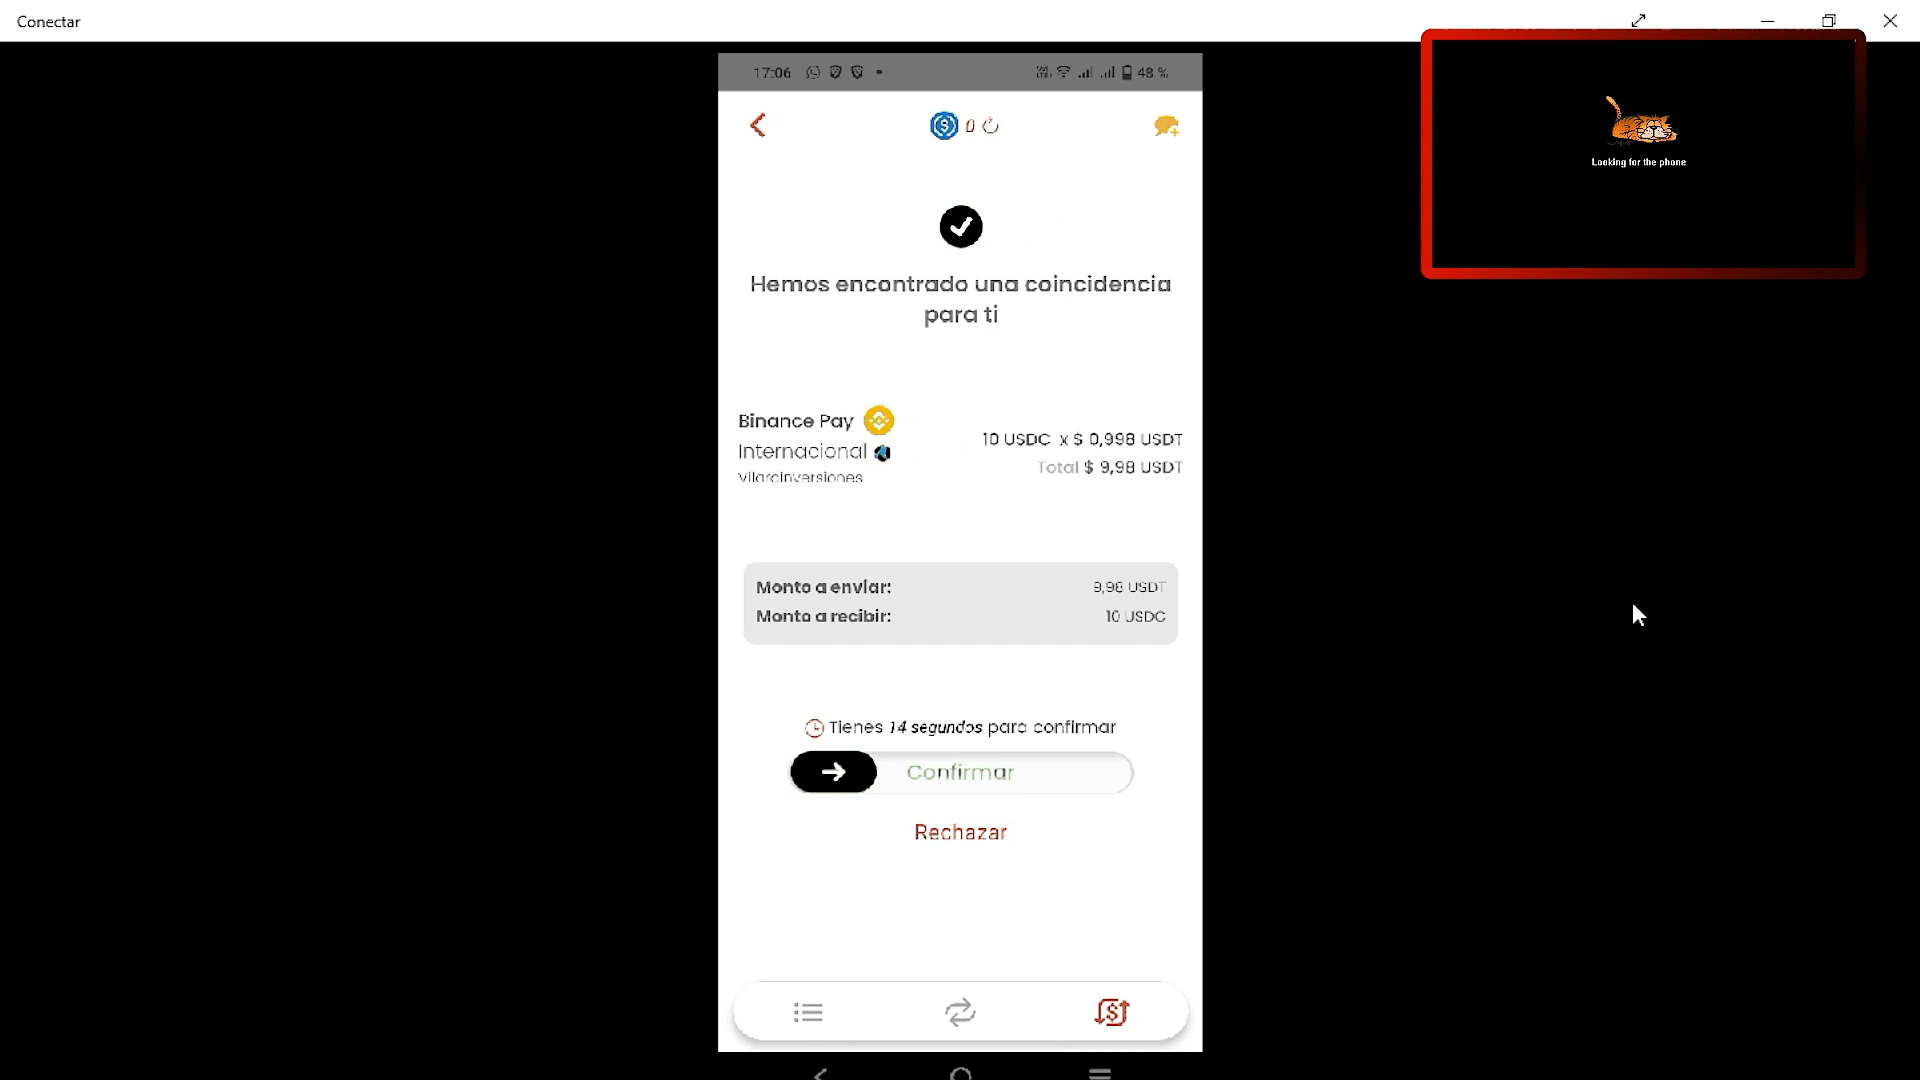 Conectar
17:06
48 %
0
Looking for the phone
Hemos encontrado una coincidencia
para ti
Binance Pay
Internacional
Vilarcinversiones
10 USDC x $ 0,998 USDT
Total $ 9,98 USDT
Monto a enviar: 9,98 USDT
Monto a recibir: 10 USDC
Tienes 14 segundos para confirmar
Confirmar
Rechazar